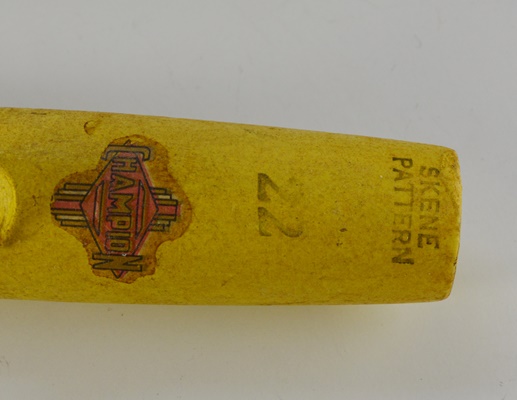 CHAMPION
22
SKENE
PATTERN